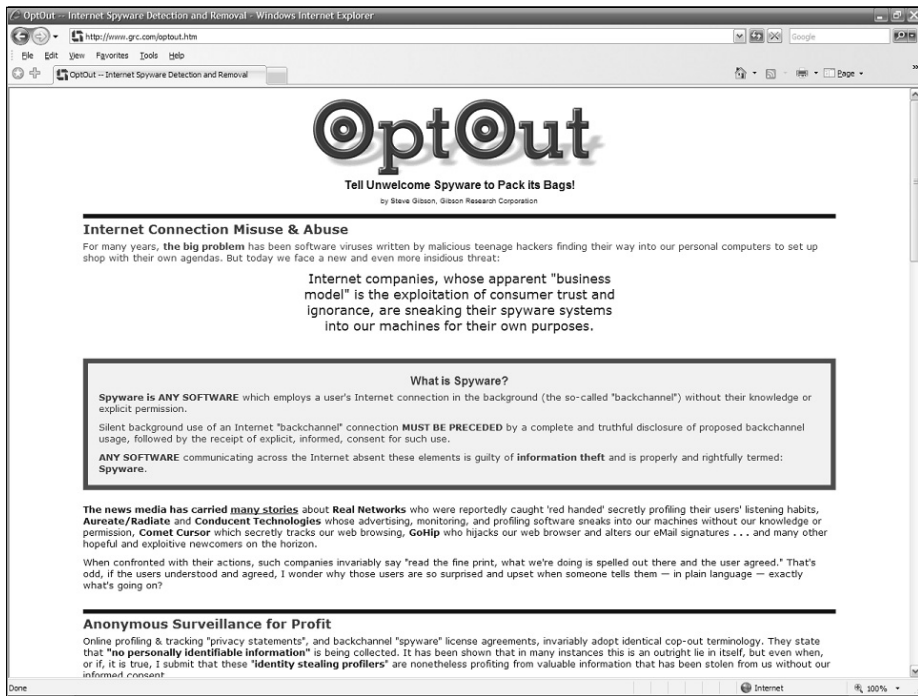 OptOut -- Internet Spyware Detection and Removal - Windows Internet Explorer
http://www.grc.com/optout.htm
Google
File Edit View Favorites Tools Help
OptOut -- Internet Spyware Detection and Removal
Page
OptOut
Tell Unwelcome Spyware to Pack its Bags!
by Steve Gibson, Gibson Research Corporation
Internet Connection Misuse & Abuse
For many years, the big problem has been software viruses written by malicious teenage hackers finding their way into our personal computers to set up
shop with their own agendas. But today we face a new and even more insidious threat:
Internet companies, whose apparent "business
model" is the exploitation of consumer trust and
ignorance, are sneaking their spyware systems
into our machines for their own purposes.
What is Spyware?
Spyware is ANY SOFTWARE which employs a user's Internet connection in the background (the so-called "backchannel") without their knowledge or
explicit permission.
Silent background use of an Internet "backchannel" connection MUST BE PRECEDED by a complete and truthful disclosure of proposed backchannel
usage, followed by the receipt of explicit, informed, consent for such use.
ANY SOFTWARE communicating across the Internet absent these elements is guilty of information theft and is properly and rightfully termed:
Spyware.
The news media has carried many stories about Real Networks who were reportedly caught 'red handed' secretly profiling their users' listening habits,
Aureate/Radiate and Conducent Technologies whose advertising, monitoring, and profiling software sneaks into our machines without our knowledge or
permission, Comet Cursor which secretly tracks our web browsing, GoHip who hijacks our web browser and alters our eMail signatures . . . and many other
hopeful and exploitive newcomers on the horizon.
When confronted with their actions, such companies invariably say "read the fine print, what we're doing is spelled out there and the user agreed." That's
odd, if the users understood and agreed, I wonder why those users are so surprised and upset when someone tells them — in plain language — exactly
what's going on?
Anonymous Surveillance for Profit
Online profiling & tracking "privacy statements", and backchannel "spyware" license agreements, invariably adopt identical cop-out terminology. They state
that "no personally identifiable information" is being collected. It has been shown that in many instances this is an outright lie in itself, but even when,
or if, it is true, I submit that these "identity stealing profilers" are nonetheless profiting from valuable information that has been stolen from us without our
informed consent
Done
Internet
100%